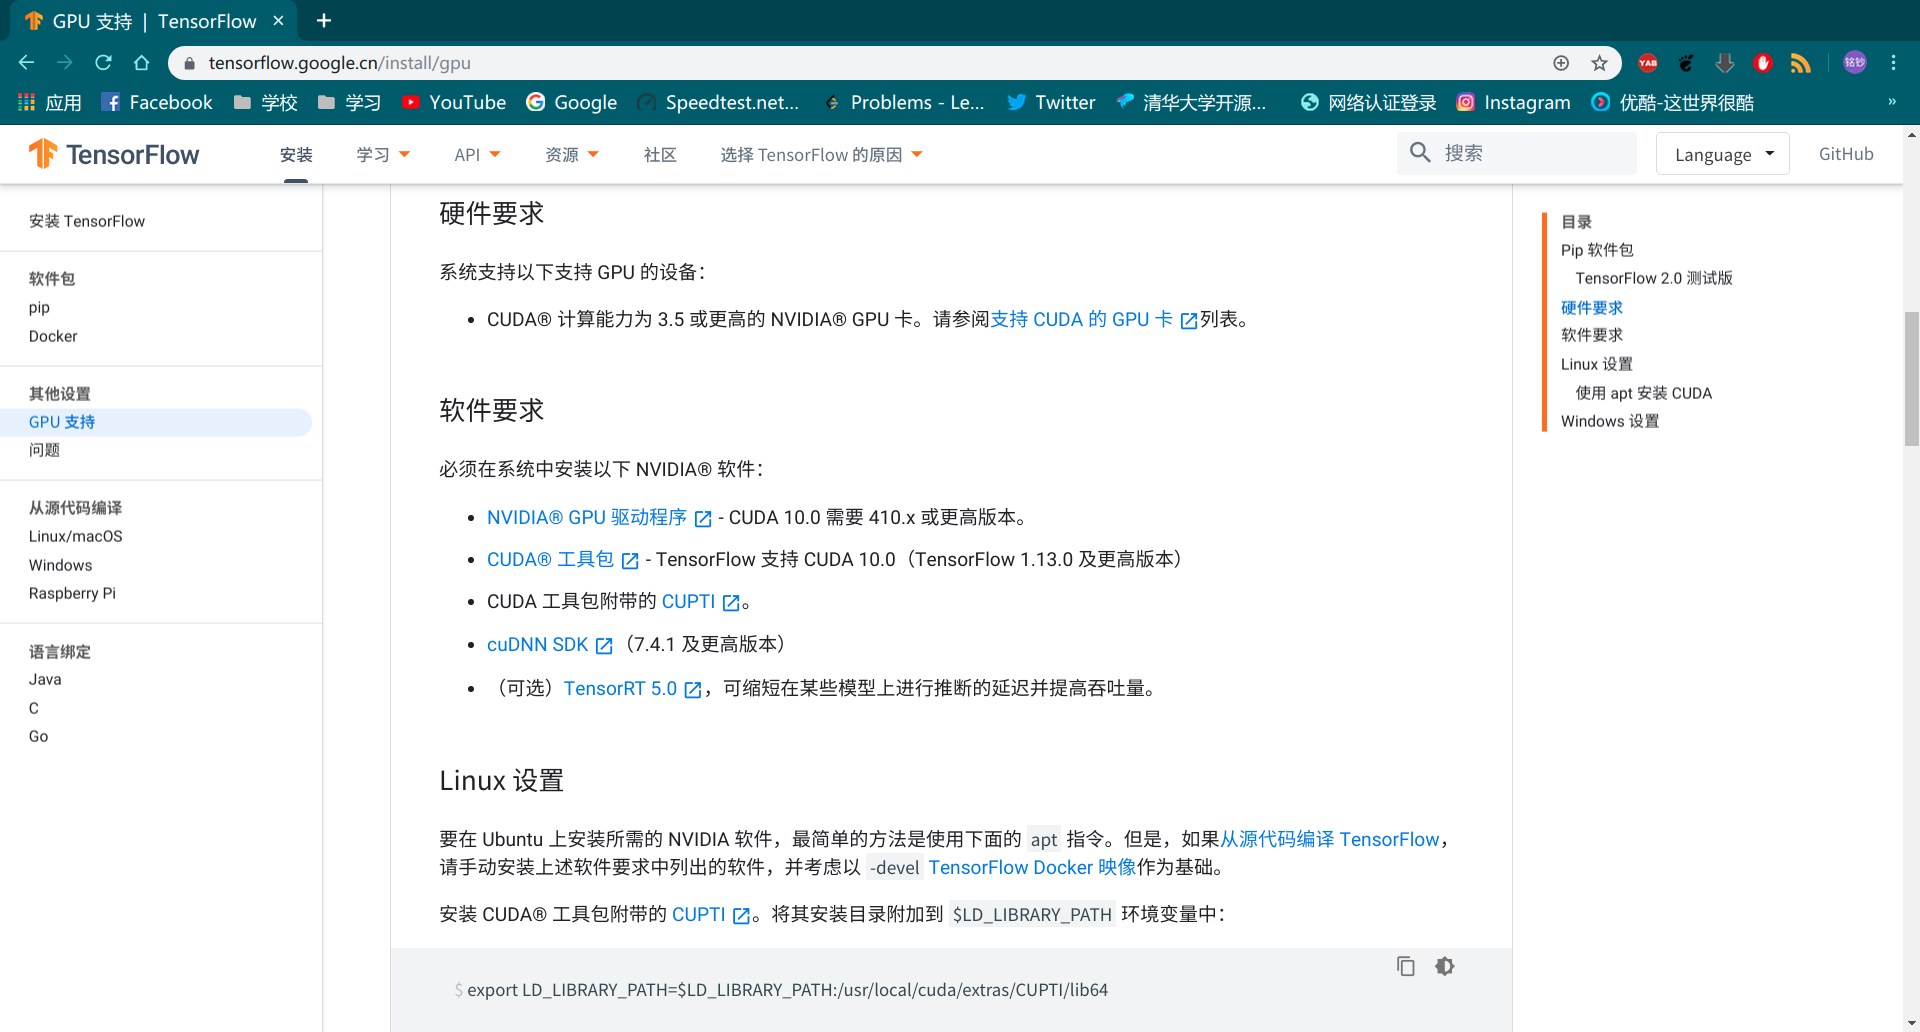 GPU 支持 | TensorFlow
tensorflow.google.cn/install/gpu
YAB
铭钞
应用 Facebook 学校 学习 YouTube Google Speedtest.net... Problems - Le... Twitter 清华大学开源... 网络认证登录 Instagram 优酷-这世界很酷 »
TensorFlow 安装 学习 API 资源 社区 选择 TensorFlow 的原因 搜索 Language GitHub
安装 TensorFlow
软件包
pip
Docker
其他设置
GPU 支持
问题
从源代码编译
Linux/macOS
Windows
Raspberry Pi
语言绑定
Java
C
Go
硬件要求
系统支持以下支持 GPU 的设备：
• CUDA® 计算能力为 3.5 或更高的 NVIDIA® GPU 卡。请参阅支持 CUDA 的 GPU 卡 列表。
软件要求
必须在系统中安装以下 NVIDIA® 软件：
• NVIDIA® GPU 驱动程序 - CUDA 10.0 需要 410.x 或更高版本。
• CUDA® 工具包 - TensorFlow 支持 CUDA 10.0（TensorFlow 1.13.0 及更高版本）
• CUDA 工具包附带的 CUPTI 。
• cuDNN SDK （7.4.1 及更高版本）
• （可选）TensorRT 5.0 ，可缩短在某些模型上进行推断的延迟并提高吞吐量。
Linux 设置
要在 Ubuntu 上安装所需的 NVIDIA 软件，最简单的方法是使用下面的 apt 指令。但是，如果从源代码编译 TensorFlow，
请手动安装上述软件要求中列出的软件，并考虑以 -devel TensorFlow Docker 映像作为基础。
安装 CUDA® 工具包附带的 CUPTI 。将其安装目录附加到 $LD_LIBRARY_PATH 环境变量中：
$ export LD_LIBRARY_PATH=$LD_LIBRARY_PATH:/usr/local/cuda/extras/CUPTI/lib64
目录
Pip 软件包
TensorFlow 2.0 测试版
硬件要求
软件要求
Linux 设置
使用 apt 安装 CUDA
Windows 设置